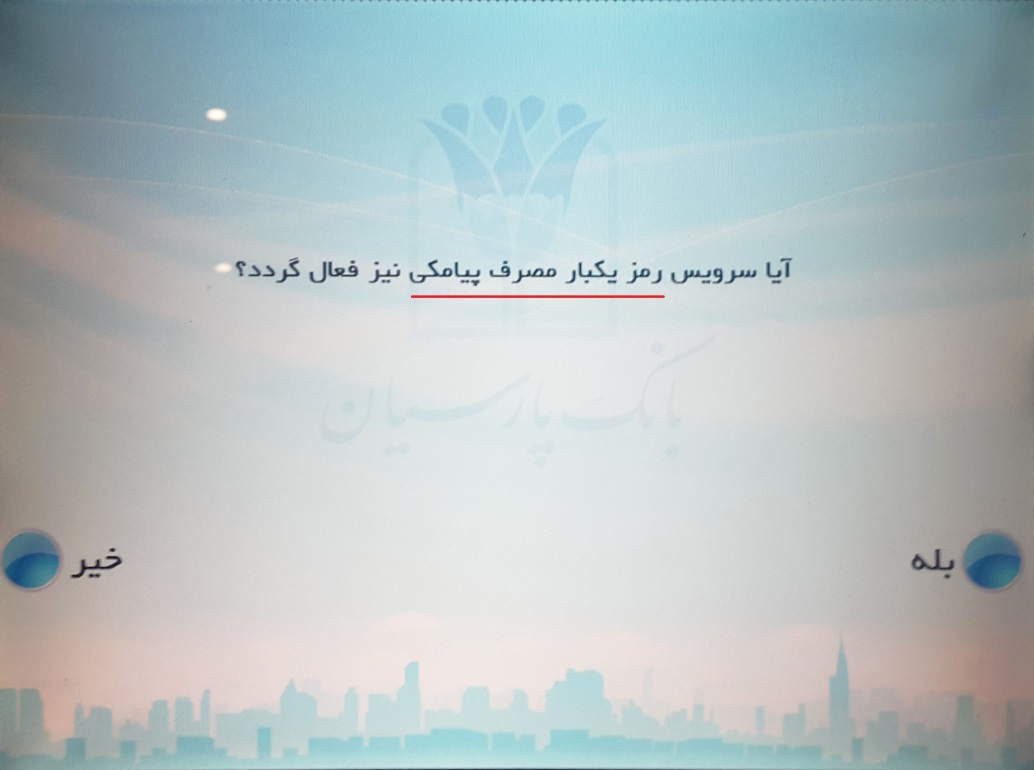 آیا سرویس رمز یکبار مصرف پیامکی نیز فعال گردد؟
بانک پارسیان
بله
خیر